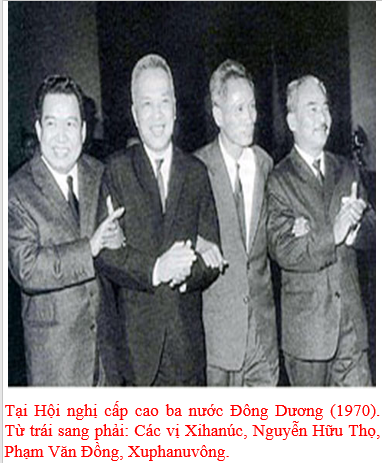 Tại Hội nghị cấp cao ba nước Đông Dương (1970).
Từ trái sang phải: Các vị Xihanúc, Nguyễn Hữu Thọ,
Phạm Văn Đồng, Xuphanuvông.